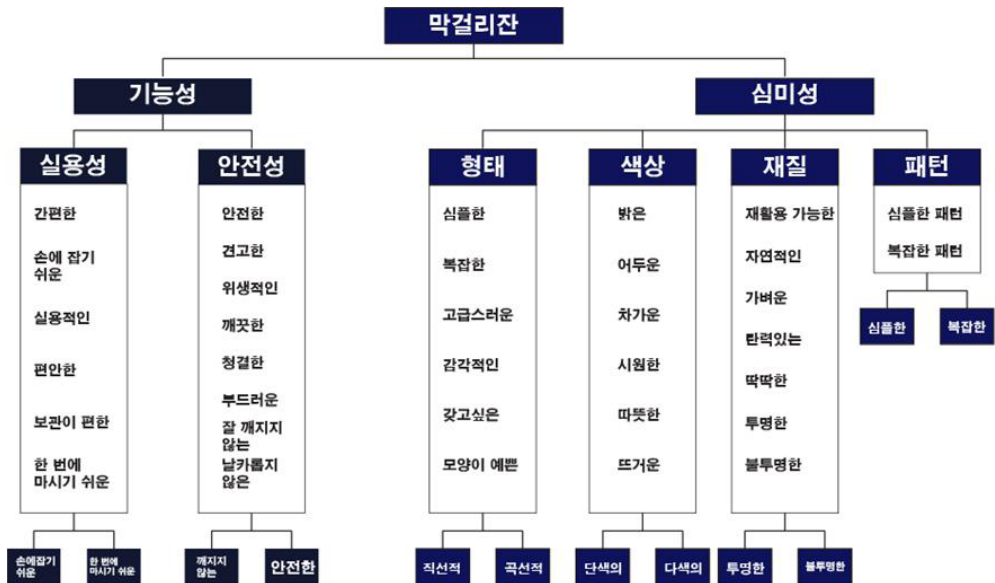 막걸리잔
기능성
심미성
실용성
안전성
형태
색상
재질
패턴
간편한
손에 잡기
쉬운
실용적인
편안한
보관이 편한
한 번에
마시기 쉬운
안전한
견고한
위생적인
깨끗한
청결한
부드러운
잘 깨지지
않는
날카롭지
않은
심플한
복잡한
고급스러운
감각적인
갖고싶은
모양이 예쁜
밝은
어두운
차가운
시원한
따뜻한
뜨거운
재활용 가능한
자연적인
가벼운
탄력있는
딱딱한
투명한
불투명한
심플한 패턴
복잡한 패턴
심플한
복잡한
손에잡기
쉬운
한 번에
마시기 쉬운
깨지지
않는
안전한
직선적
곡선적
단색의
다색의
투명한
불투명한